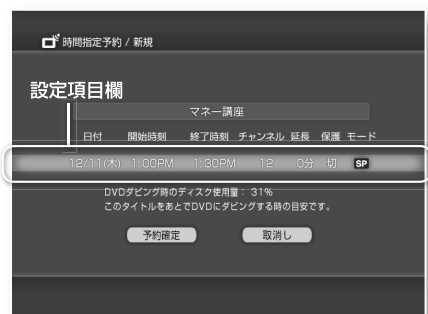 時間指定予約 / 新規
設定項目欄
マネー講座
日付 開始時刻 終了時刻 チャンネル 延長 保護 モード
12/11(木) 1:00PM 1:30PM 12 0分 切 SP
DVDダビング時のディスク使用量： 31%
このタイトルをあとでDVDにダビングする時の目安です。
予約確定 取消し